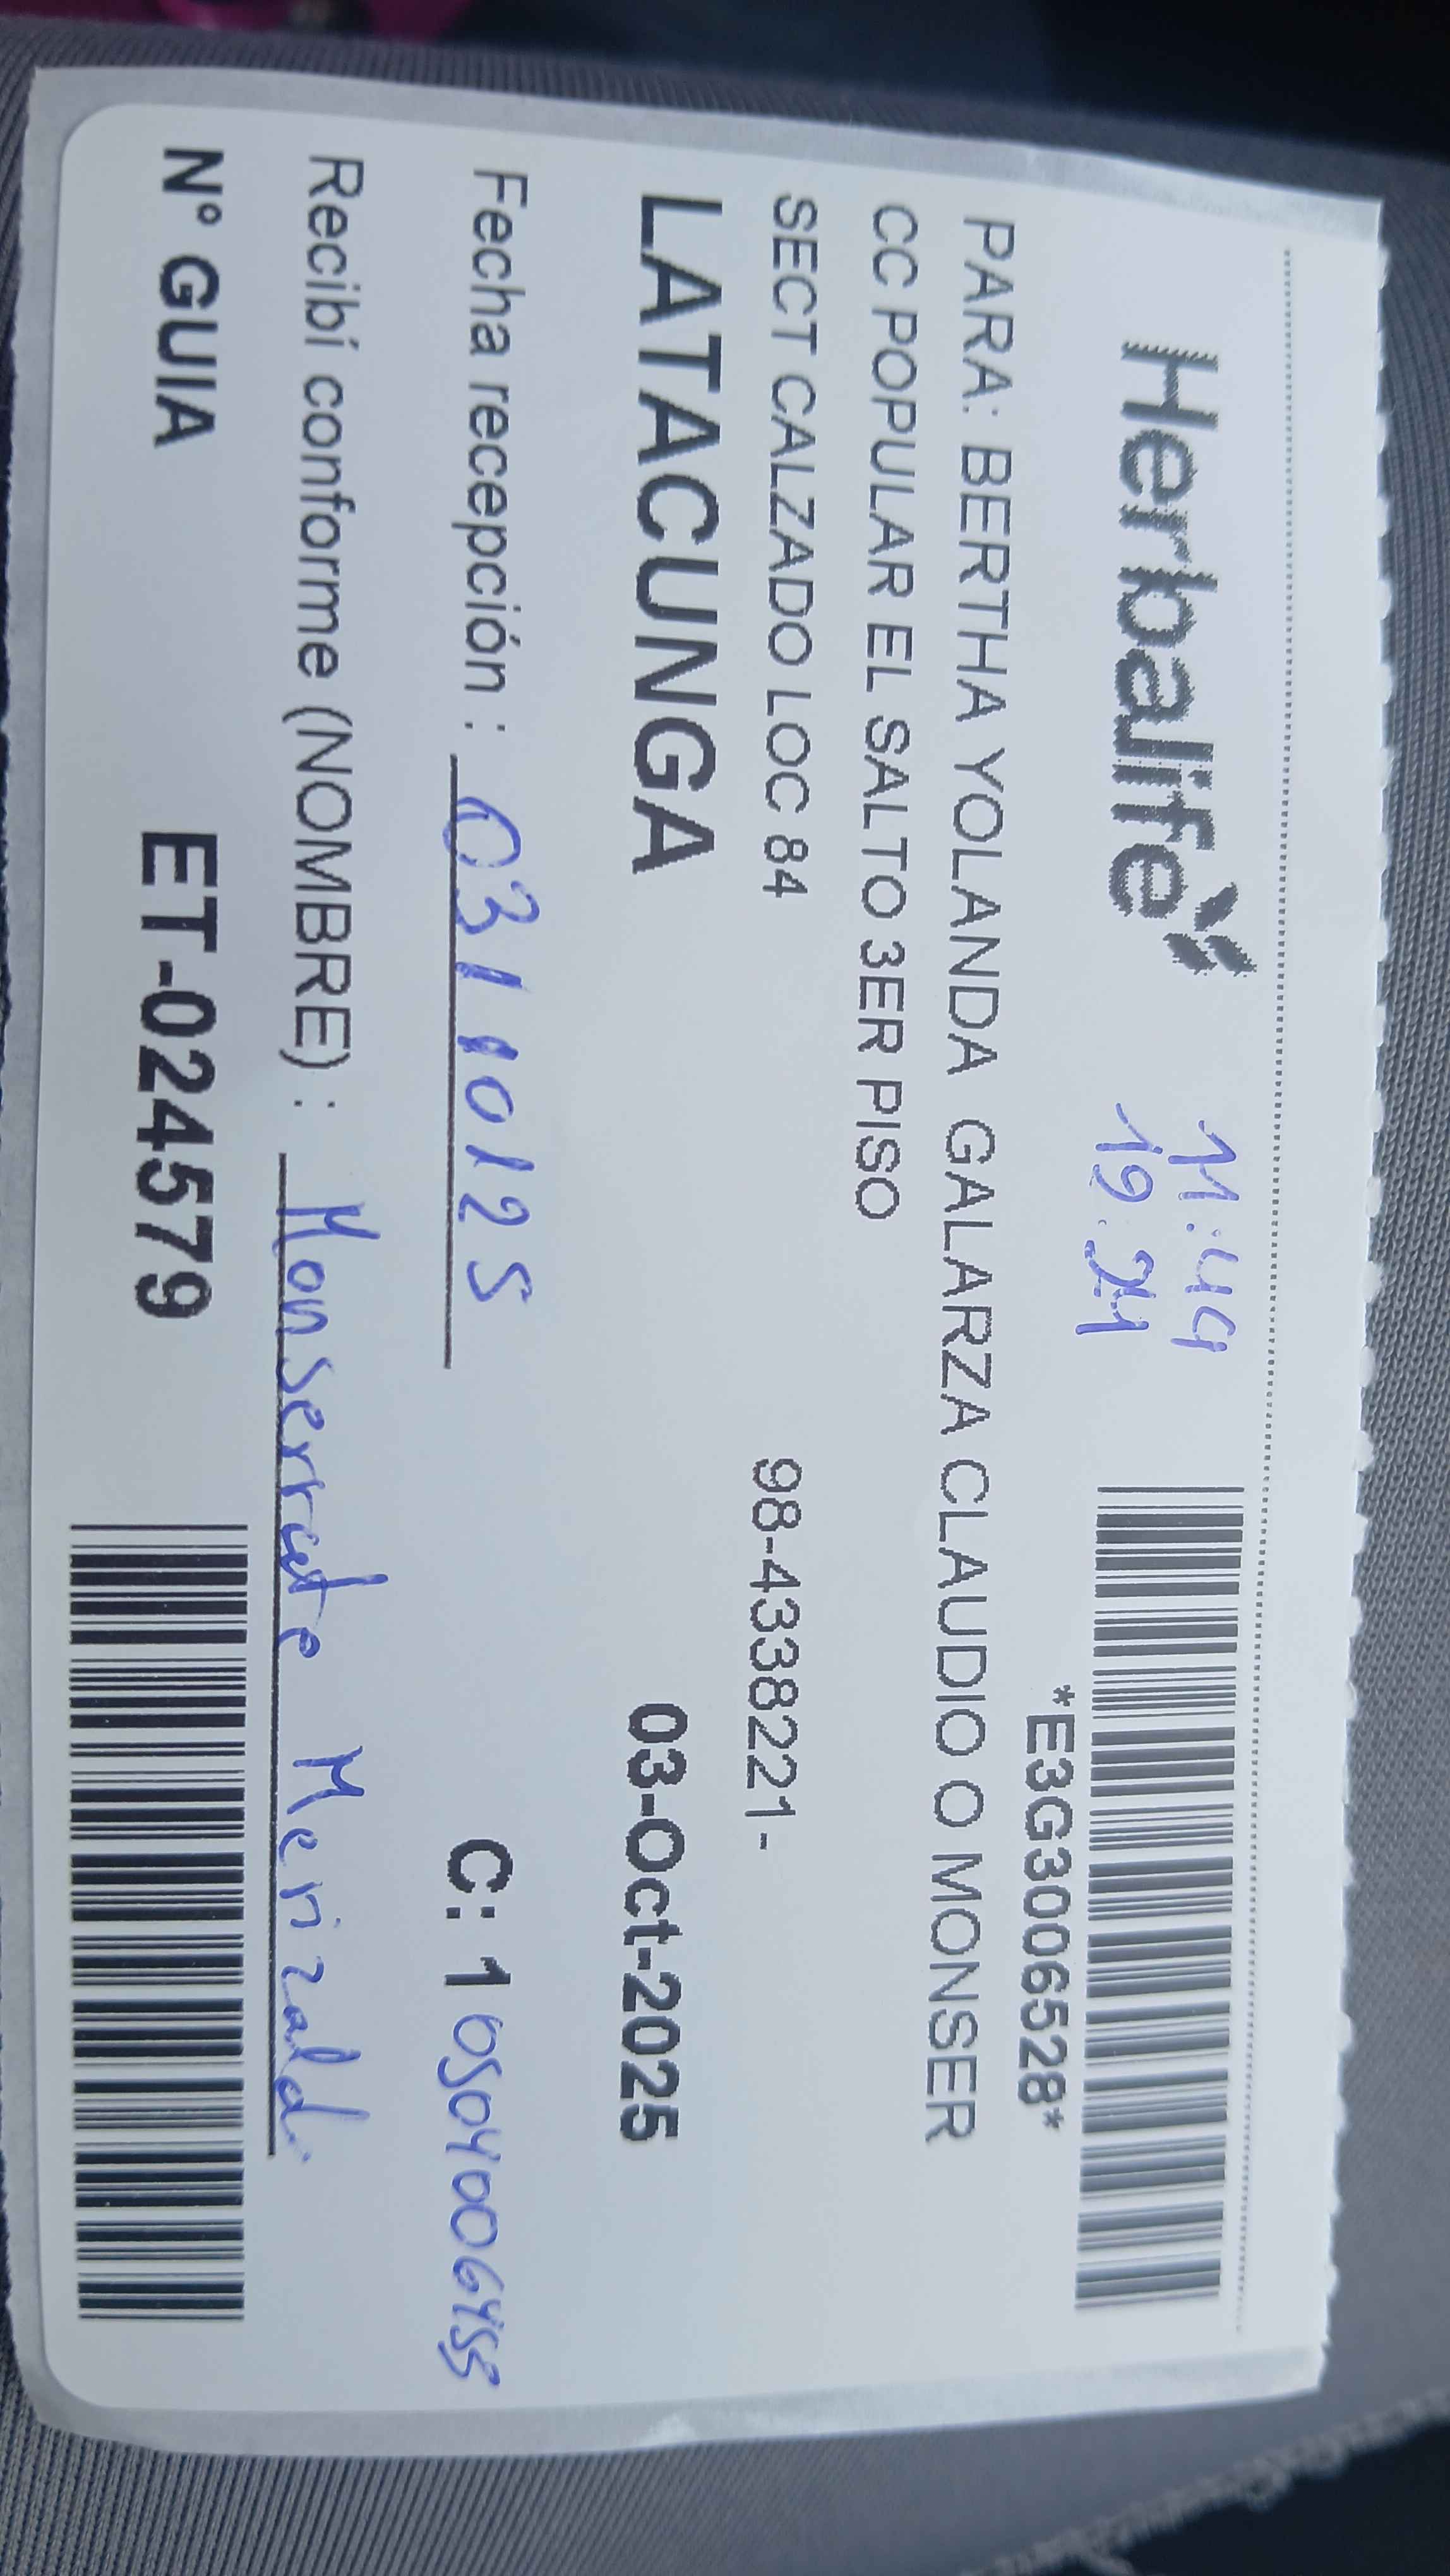 Herbalife
11:44
19:24
*E3G3006528*
PARA: BERTHA YOLANDA GALARZA CLAUDIO O MONSER
CC POPULAR EL SALTO 3ER PISO
SECT CALZADO LOC 84
98-4338221-
LATACUNGA
03-Oct-2025
Fecha recepción : 03/10/25
C: 1
Recibí conforme (NOMBRE) : Monserrate Merizalde
N° GUIA ET-024579